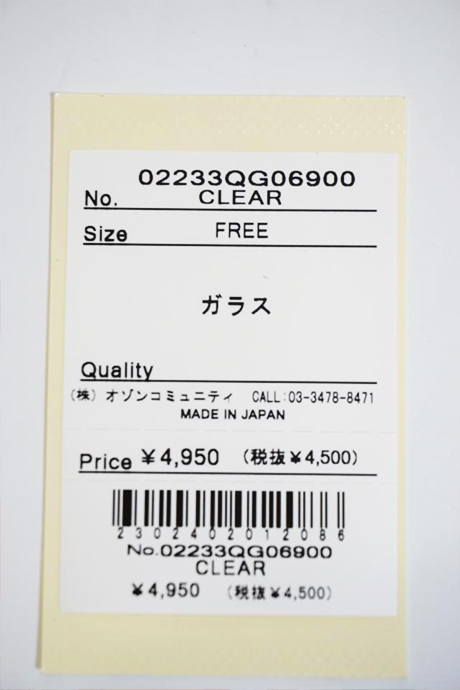 02233QG06900
No. CLEAR
Size FREE
ガラス
Quality
(株) オゾンコミュニティ CALL:03-3478-8471
MADE IN JAPAN
Price ¥4,950 (税抜¥4,500)
2302402012086
No.02233QG06900
CLEAR
¥4,950 (税抜¥4,500)